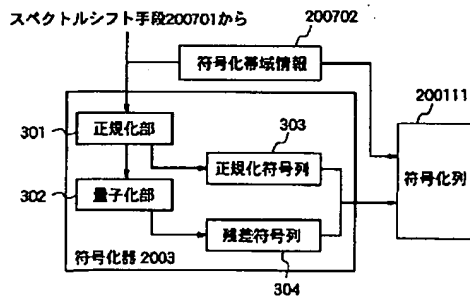 スペクトルシフト手段200701から
200702
符号化帯域情報
200111
301
正規化部
303
正規化符号列
符号化列
302
量子化部
残差符号列
符号化器 2003
304